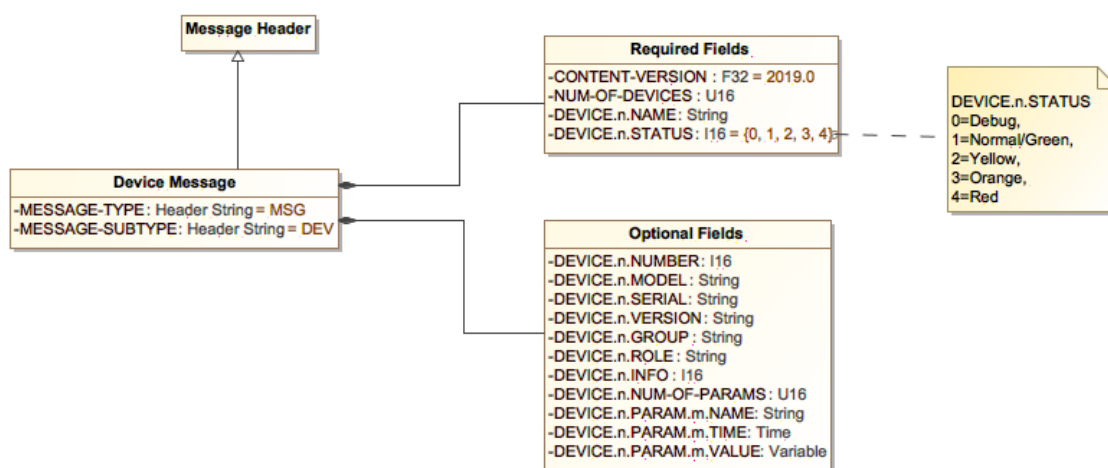 Message Header
Required Fields
-CONTENT-VERSION : F32 = 2019.0
-NUM-OF-DEVICES : U16
-DEVICE.n.NAME: String
-DEVICE.n.STATUS: I16 = {0, 1, 2, 3, 4}
DEVICE.n.STATUS
0=Debug,
1=Normal/Green,
2=Yellow,
3=Orange,
4=Red
Device Message
-MESSAGE-TYPE: Header String = MSG
-MESSAGE-SUBTYPE: Header String = DEV
Optional Fields
-DEVICE.n.NUMBER: I16
-DEVICE.n.MODEL: String
-DEVICE.n.SERIAL: String
-DEVICE.n.VERSION: String
-DEVICE.n.GROUP: String
-DEVICE.n.ROLE: String
-DEVICE.n.INFO : I16
-DEVICE.n.NUM-OF-PARAMS: U16
-DEVICE.n.PARAM.m.NAME: String
-DEVICE.n.PARAM.m.TIME: Time
-DEVICE.n.PARAM.m.VALUE: Variable